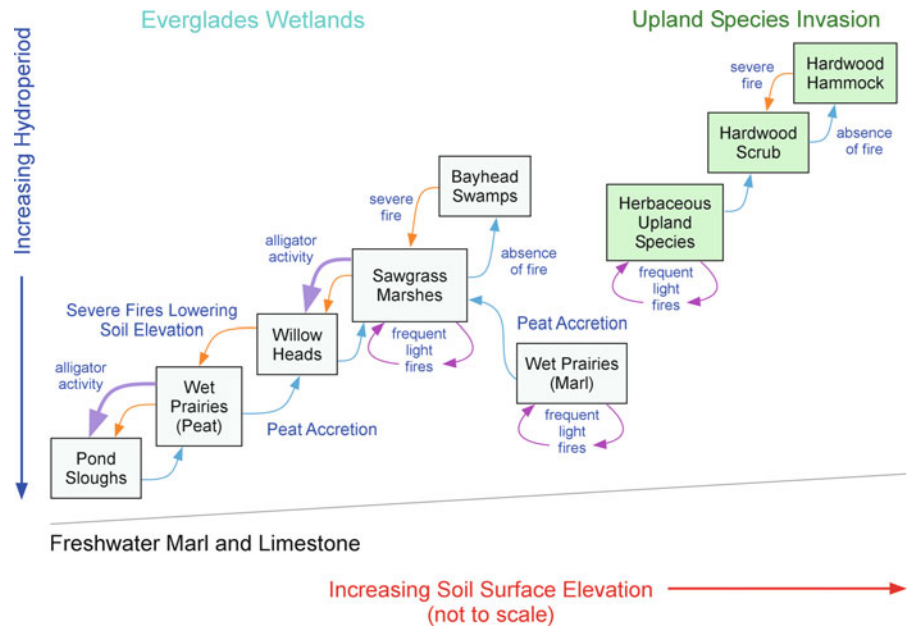 Everglades Wetlands
Upland Species Invasion
Increasing Hydroperiod
severe
fire
Hardwood
Hammock
Hardwood
Scrub
absence
of fire
Herbaceous
Upland
Species
frequent
light
fires
Bayhead
Swamps
severe
fire
alligator
activity
absence
of fire
Sawgrass
Marshes
Severe Fires Lowering
Soil Elevation
Willow
Heads
frequent
light
fires
Peat Accretion
Wet Prairies
(Marl)
frequent
light
fires
alligator
activity
Wet
Prairies
(Peat)
Peat Accretion
Pond
Sloughs
Freshwater Marl and Limestone
Increasing Soil Surface Elevation
(not to scale)